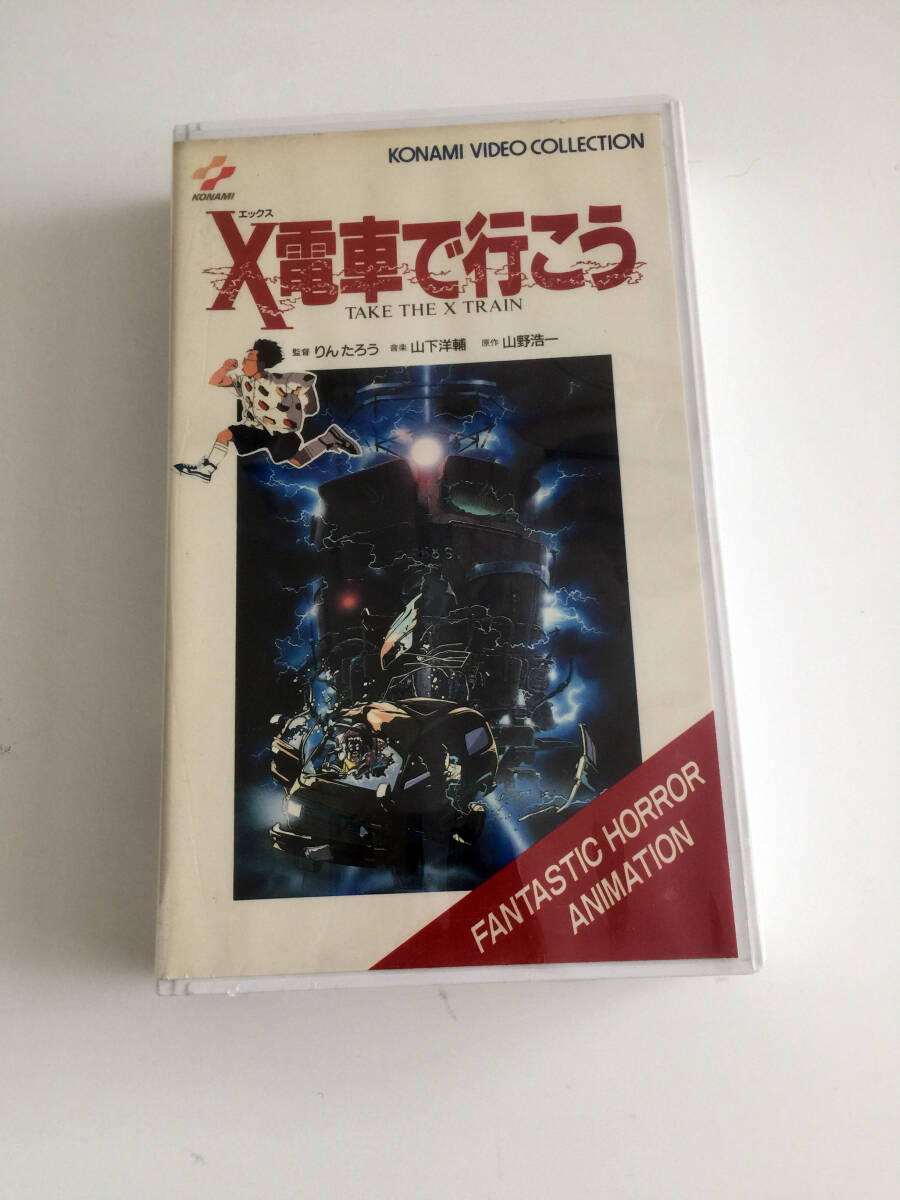 KONAMI VIDEO COLLECTION
KONAMI
エックス
X電車で行こう
TAKE THE X TRAIN
監督 りんたろう 音楽 山下洋輔 原作 山野浩一
FANTASTIC HORROR
ANIMATION